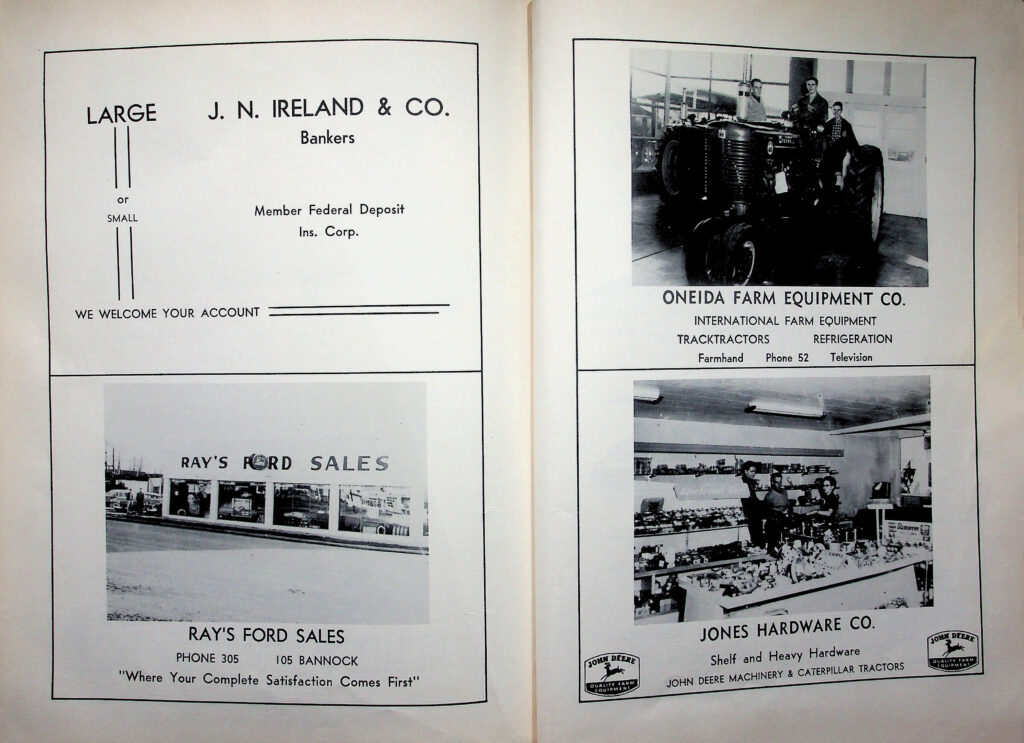 LARGE
or
SMALL
J. N. IRELAND & CO.
Bankers
Member Federal Deposit
Ins. Corp.
WE WELCOME YOUR ACCOUNT
RAY'S FORD SALES
RAY'S FORD SALES
PHONE 305 105 BANNOCK
"Where Your Complete Satisfaction Comes First"
ONEIDA FARM EQUIPMENT CO.
INTERNATIONAL FARM EQUIPMENT
TRACKTRACTORS REFRIGERATION
Farmhand Phone 52 Television
JONES HARDWARE CO.
Shelf and Heavy Hardware
JOHN DEERE MACHINERY & CATERPILLAR TRACTORS
JOHN DEERE
QUALITY FARM
EQUIPMENT
JOHN DEERE
QUALITY FARM
EQUIPMENT